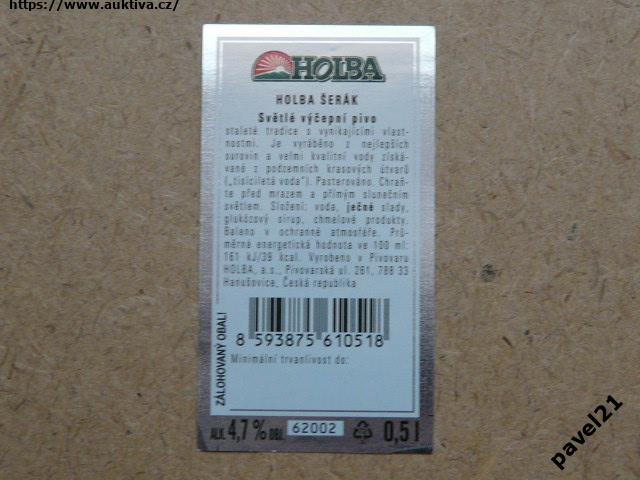 https://www.auktiva.cz/
HOLBA
HOLBA ŠERÁK
Světlé výčepní pivo
staleté tradice s vynikajícími vlast-
nostmi. Je vyráběno z nejlepších
surovin a velmi kvalitní vody získá-
vané z podzemních krasových útvarů
(„tisíciletá voda"). Pasterováno. Chraň-
te před mrazem a přímým slunečním
světlem. Složení: voda, ječné slady,
glukózový sirup, chmelové produkty.
Baleno v ochranné atmosféře. Prů-
měrná energetická hodnota ve 100 ml:
161 kJ/39 kcal. Vyrobeno v Pivovaru
HOLBA, a.s., Pivovarská ul. 261, 788 33
Hanušovice, Česká republika
8 593875 610518
Minimální trvanlivost do:
ZÁLOHOVANÝ OBAL!
ALK. 4,7 % OBJ. 62002 0,5 l
pavel21